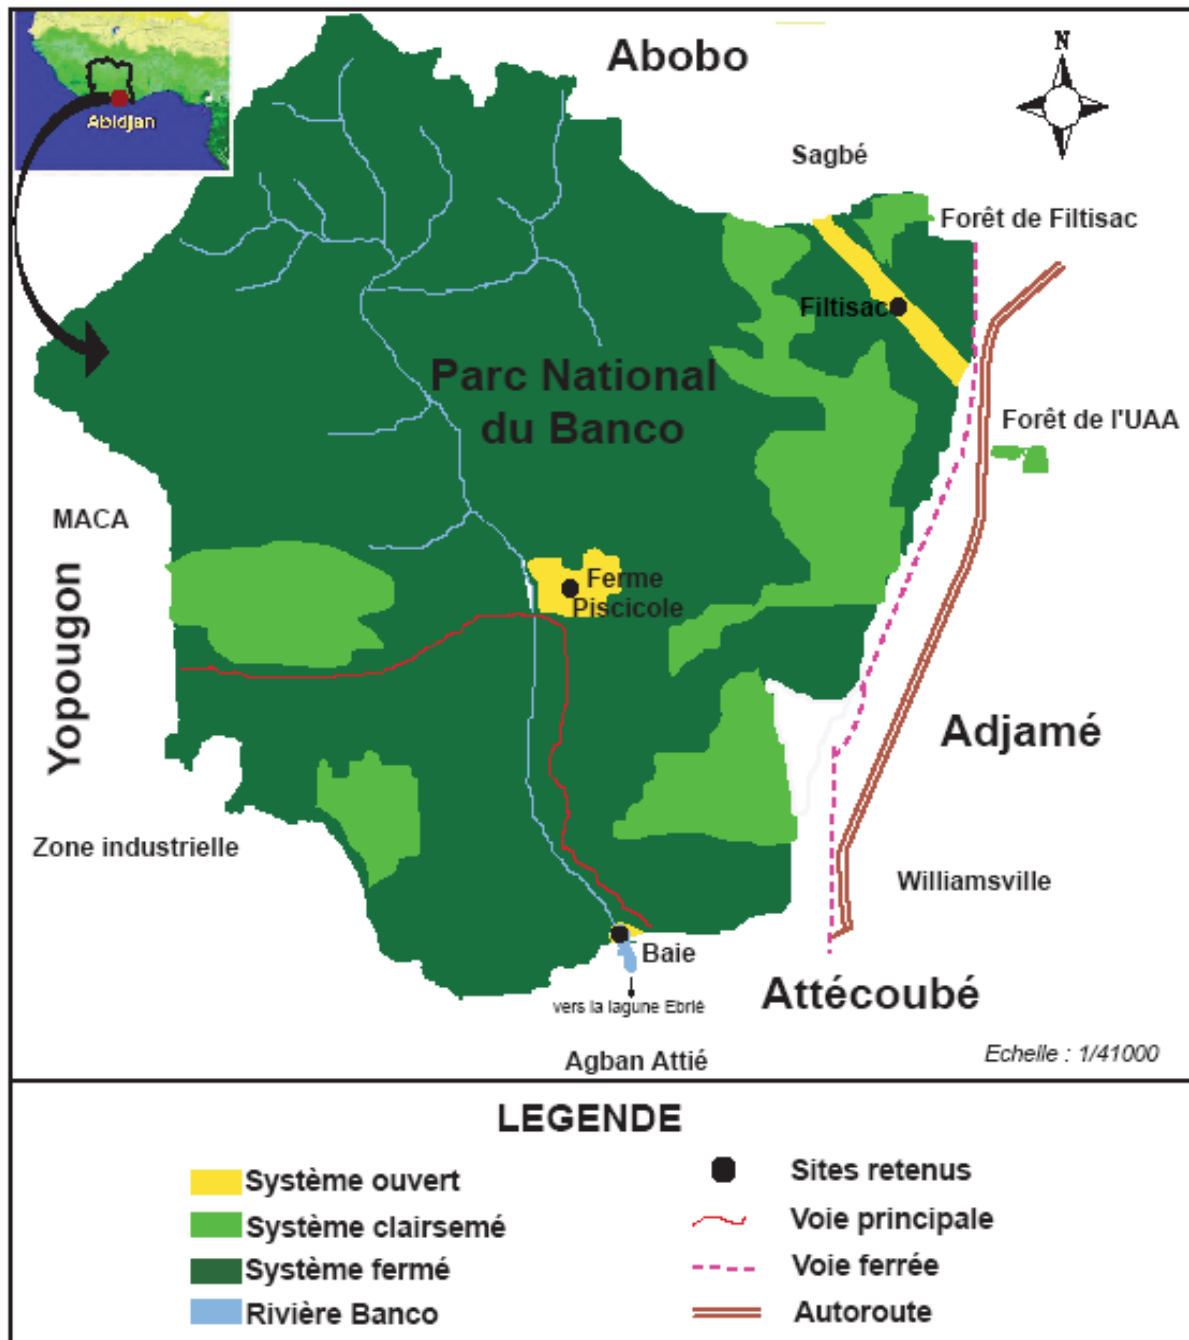 Abobo
N
Abidjan
Sagbé
Forêt de Filtisac
Filtisac
Parc National
du Banco
Forêt de l'UAA
MACA
Yopougon
Ferme
Piscicole
Adjamé
Zone industrielle
Williamsville
Baie
Attécoubé
vers la lagune Ebrié
Agban Attié
Echelle : 1/41000
LEGENDE
Système ouvert
Système clairsemé
Système fermé
Rivière Banco
Sites retenus
Voie principale
Voie ferrée
Autoroute